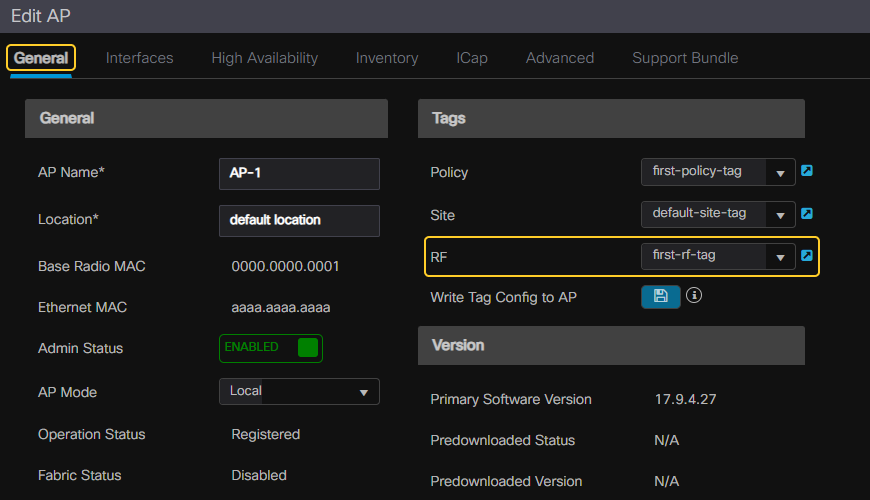 Edit AP
General Interfaces High Availability Inventory ICap Advanced Support Bundle
General
AP Name* AP-1
Location* default location
Base Radio MAC 0000.0000.0001
Ethernet MAC aaaa.aaaa.aaaa
Admin Status ENABLED
AP Mode Local
Operation Status Registered
Fabric Status Disabled
Tags
Policy first-policy-tag
Site default-site-tag
RF first-rf-tag
Write Tag Config to AP
Version
Primary Software Version 17.9.4.27
Predownloaded Status N/A
Predownloaded Version N/A